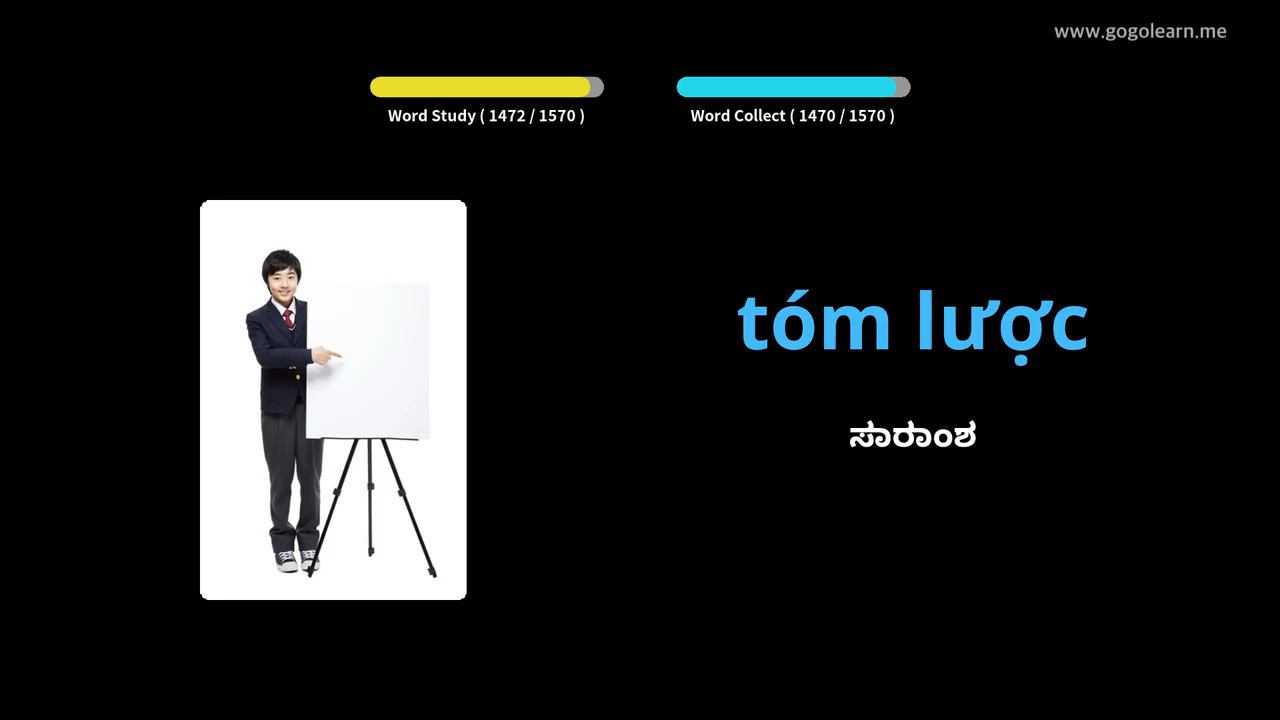 www.gogolearn.me
Word Study ( 1472 / 1570 )
Word Collect ( 1470 / 1570 )
tóm lược
ಸಾರಾಂಶ